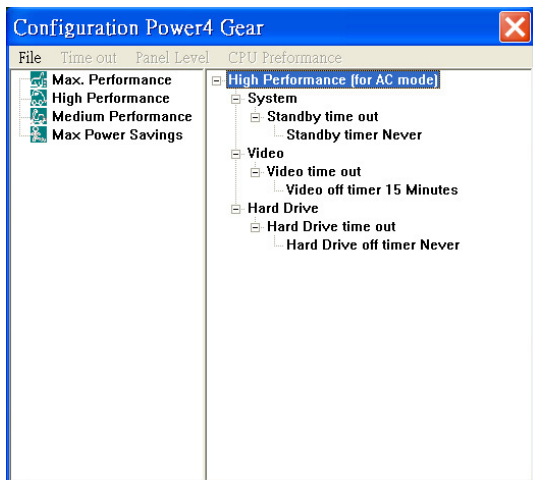 Configuration Power4 Gear
File Time out Panel Level CPU Preformance
Max. Performance
High Performance
Medium Performance
Max Power Savings
High Performance (for AC mode)
System
Standby time out
Standby timer Never
Video
Video time out
Video off timer 15 Minutes
Hard Drive
Hard Drive time out
Hard Drive off timer Never